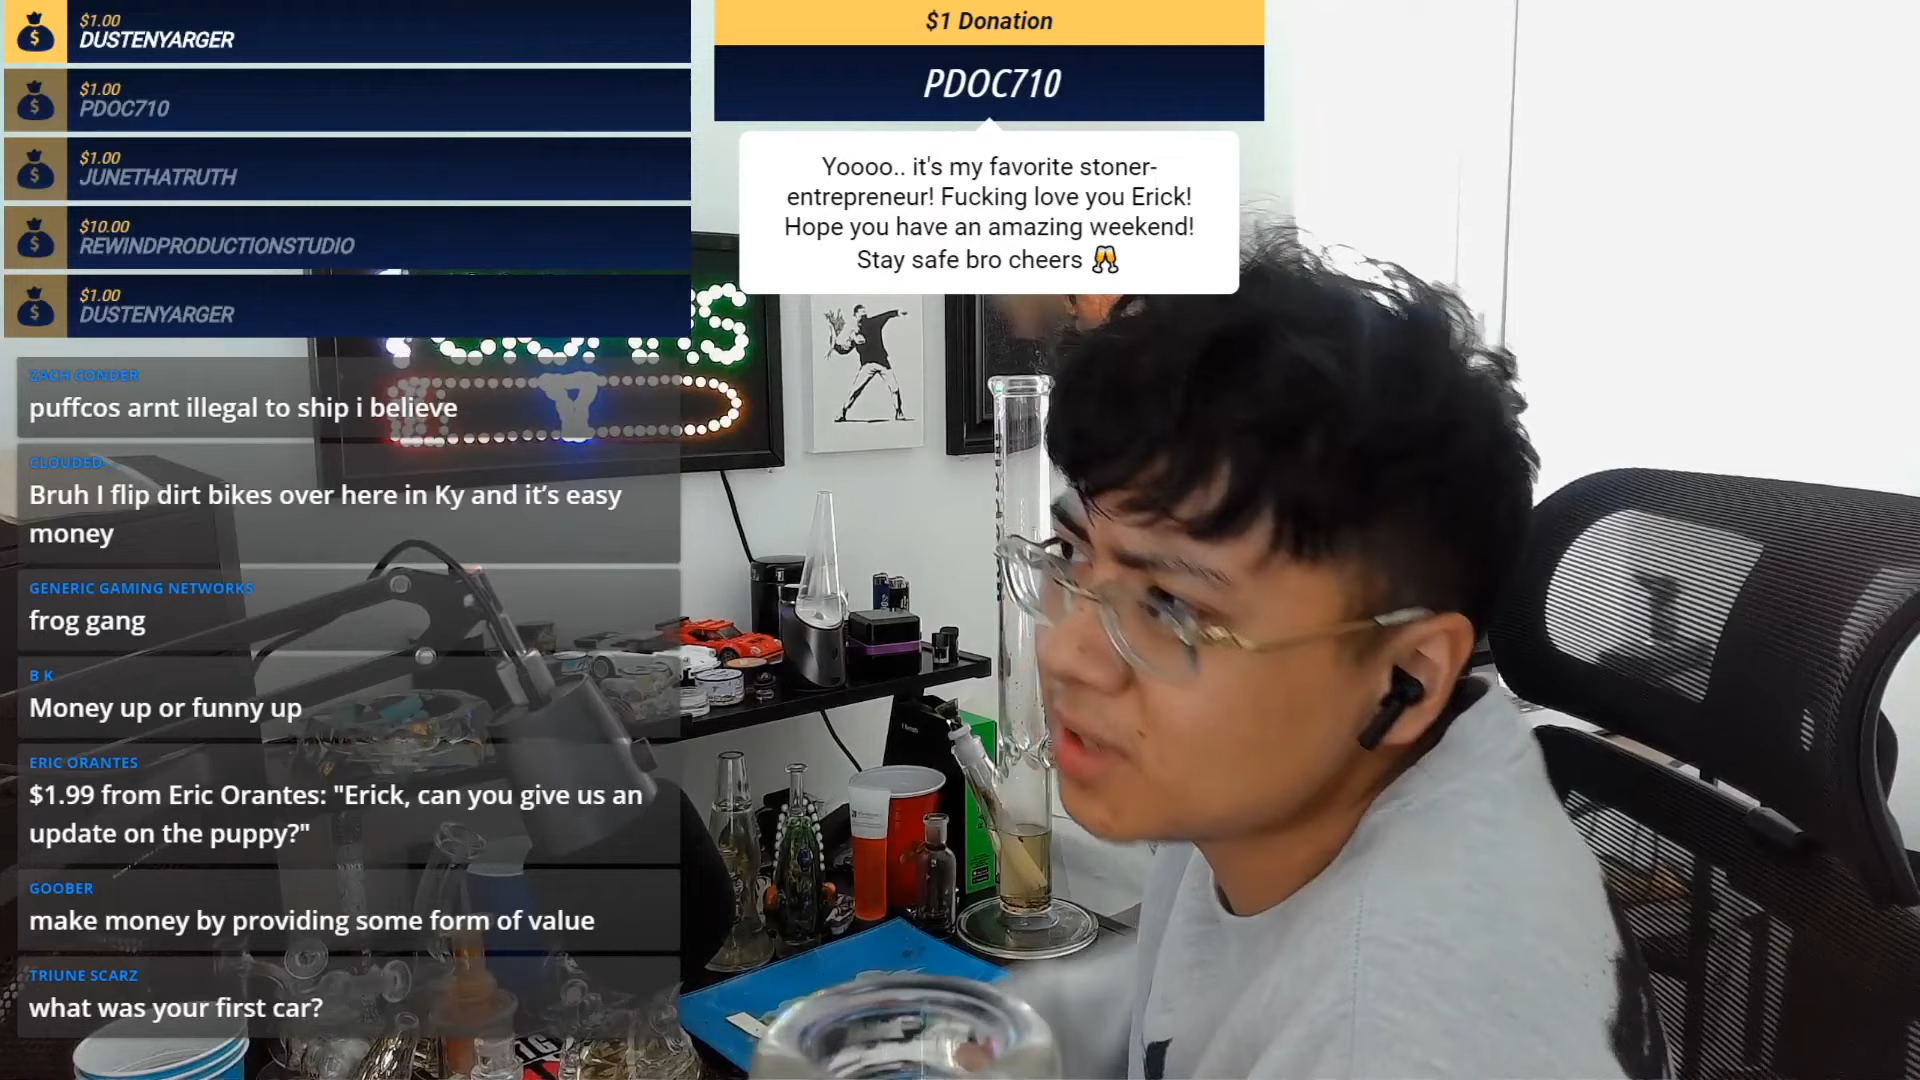 $1.00
DUSTENYARGER
$1.00
PDOC710
$1.00
JUNETHATRUTH
$10.00
REWINDPRODUCTIONSTUDIO
$1.00
DUSTENYARGER
$1 Donation
PDOC710
Yoooo.. it's my favorite stoner-
entrepreneur! Fucking love you Erick!
Hope you have an amazing weekend!
Stay safe bro cheers 🥂
ZACH CONDER
puffcos arnt illegal to ship i believe
CLOUDED
Bruh I flip dirt bikes over here in Ky and it’s easy
money
GENERIC GAMING NETWORKS
frog gang
B K
Money up or funny up
ERIC ORANTES
$1.99 from Eric Orantes: "Erick, can you give us an
update on the puppy?"
GOOBER
make money by providing some form of value
TRIUNE SCARZ
what was your first car?